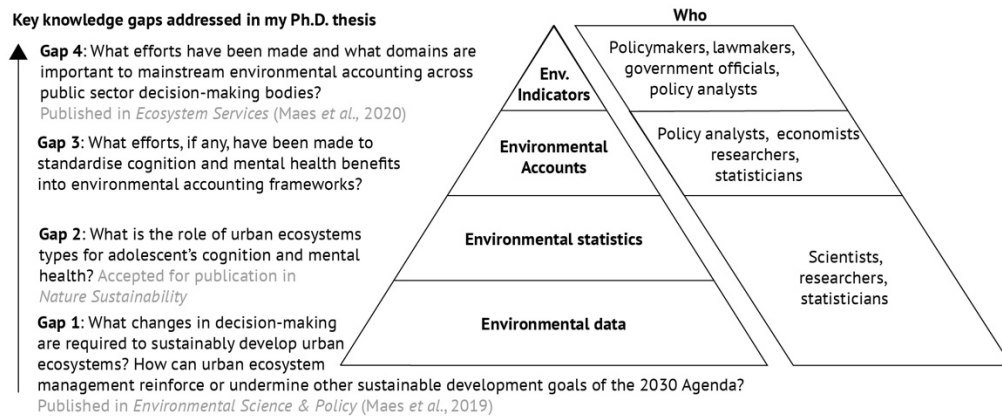 Key knowledge gaps addressed in my Ph.D. thesis
Gap 4: What efforts have been made and what domains are
important to mainstream environmental accounting across
public sector decision-making bodies?
Published in Ecosystem Services (Maes et al., 2020)
Gap 3: What efforts, if any, have been made to
standardise cognition and mental health benefits
into environmental accounting frameworks?
Gap 2: What is the role of urban ecosystems
types for adolescent's cognition and mental
health? Accepted for publication in
Nature Sustainability
Gap 1: What changes in decision-making
are required to sustainably develop urban
ecosystems? How can urban ecosystem
management reinforce or undermine other sustainable development goals of the 2030 Agenda?
Published in Environmental Science & Policy (Maes et al., 2019)
Env.
Indicators
Environmental
Accounts
Environmental statistics
Environmental data
Who
Policymakers, lawmakers,
government officials,
policy analysts
Policy analysts, economists
researchers,
statisticians
Scientists,
researchers,
statisticians